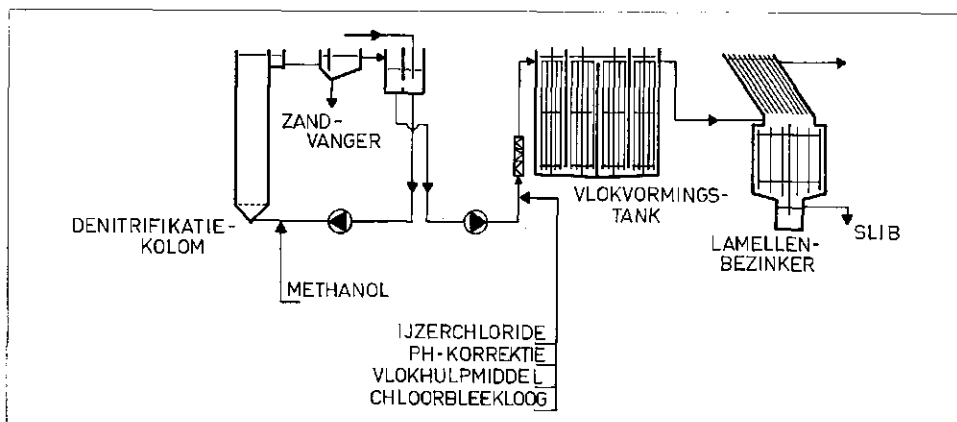 ZAND-
VANGER
DENITRIFIKATIE-
KOLOM
METHANOL
VLOKVORMINGS-
TANK
LAMELLEN-
BEZINKER
SLIB
IJZERCHLORIDE
PH-KORREKTIE
VLOKHULPMIDDEL
CHLOORBLEEKLOOG